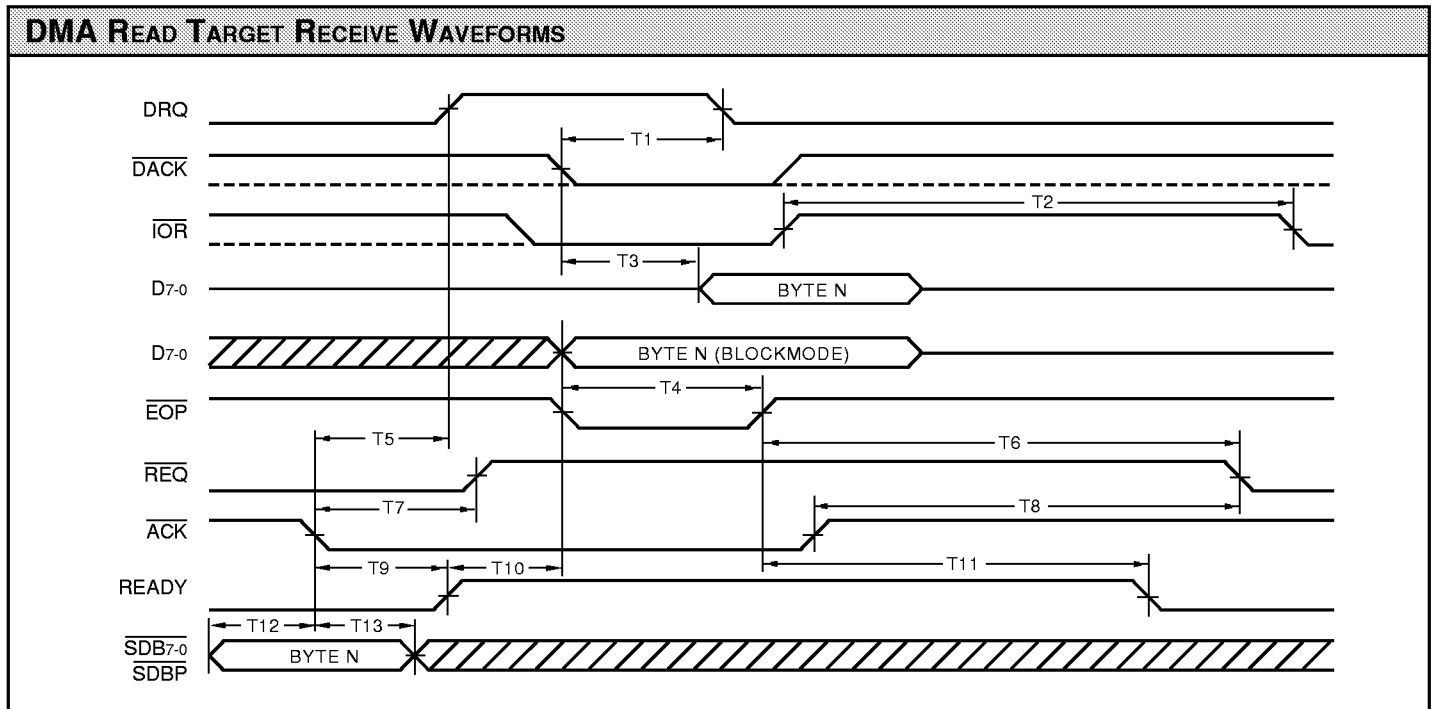 DMA READ TARGET RECEIVE WAVEFORMS
DRQ
T1
DACK
T2
IOR
T3
D7-0
BYTE N
D7-0
BYTE N (BLOCKMODE)
T4
EOP
T5
T6
REQ
T7
T8
ACK
T9
T10
T11
READY
T12
T13
SDB7-0
BYTE N
SDBP